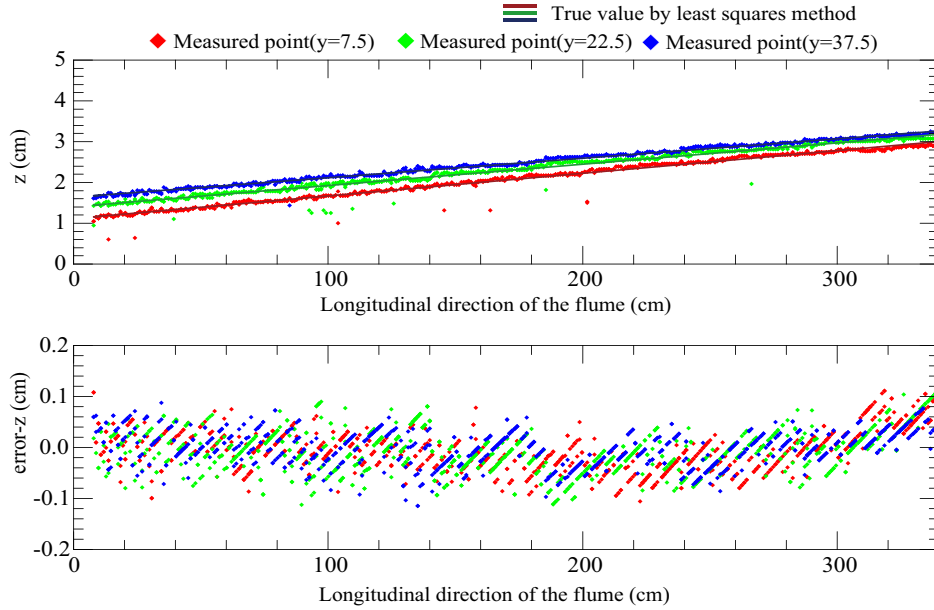 True value by least squares method
Measured point(y=7.5) Measured point(y=22.5) Measured point(y=37.5)
5
4
3
2
1
0
z (cm)
0 100 200 300
Longitudinal direction of the flume (cm)
0.2
0.1
0.0
-0.1
-0.2
error-z (cm)
0 100 200 300
Longitudinal direction of the flume (cm)